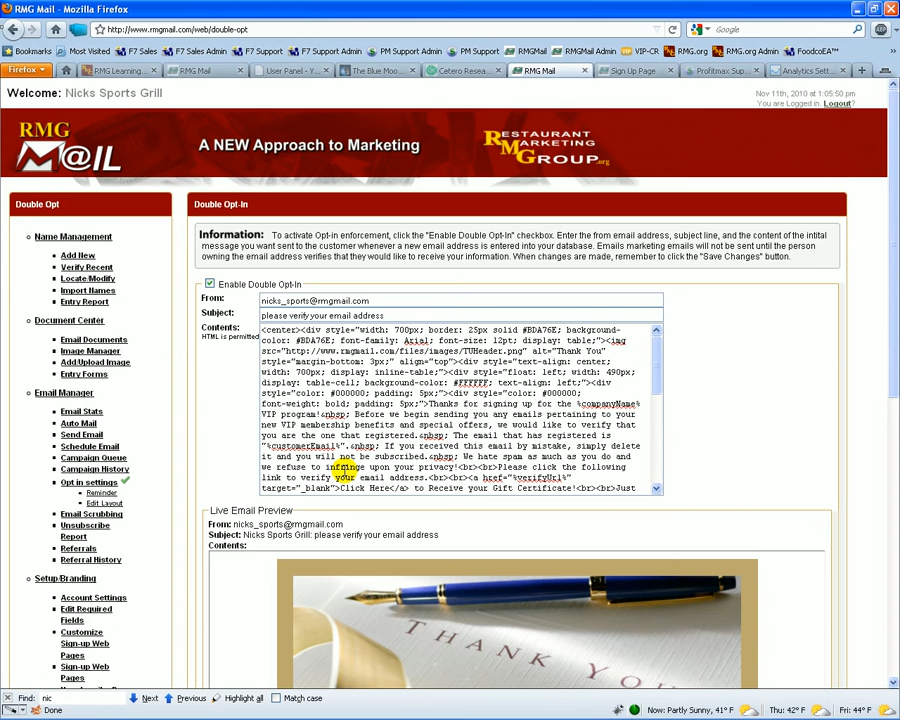 RMG Mail - Mozilla Firefox
http://www.rmgmail.com/web/double-opt
Google
Bookmarks Most Visited F7 Sales F7 Sales Admin F7 Support F7 Support Admin PM Support Admin PM Support RMGMail RMGMail Admin VIP-CR RMG.org RMG.org Admin FoodcoEA™
Firefox RMG Learning... RMG Mail User Panel - Y... The Blue Moo... Cetero Resea... RMG Mail Sign Up Page Profitmax Sup... Analytics Sett...
Welcome: Nicks Sports Grill
Nov 11th, 2010 at 1:05:50 pm
You are Logged in. Logout?
RMG
M@IL
A NEW Approach to Marketing
RESTAURANT
MARKETING
GROUP.org
Double Opt
Name Management
Add New
Verify Recent
Locate/Modify
Import Names
Entry Report
Document Center
Email Documents
Image Manager
Add/Upload Image
Entry Forms
Email Manager
Email Stats
Auto Mail
Send Email
Schedule Email
Campaign Queue
Campaign History
Opt in settings
Reminder
Edit Layout
Email Scrubbing
Unsubscribe
Report
Referrals
Referral History
Setup/Branding
Account Settings
Edit Required
Fields
Customize
Sign-up Web
Pages
Sign-up Web
Pages
Double Opt-In
Information: To activate Opt-in enforcement, click the "Enable Double Opt-In" checkbox. Enter the from email address, subject line, and the content of the intital
message you want sent to the customer whenever a new email address is entered into your database. Emails marketing emails will not be sent until the person
owning the email address verifies that they would like to receive your information. When changes are made, remember to click the "Save Changes" button.
Enable Double Opt-In
From: nicks_sports@rmgmail.com
Subject: please verify your email address
Contents:
HTML is permitted
<center><div style="width: 700px; border: 25px solid #BDA76E; background-
color: #BDA76E; font-family: Arial; font-size: 12pt; display: table;"><img
src="http://www.rmgmail.com/files/images/TUHeader.png" alt="Thank You"
style="margin-bottom: 3px;" align="top"><div style="text-align: center;
width: 700px; display: inline-table;"><div style="float: left; width: 490px;
display: table-cell; background-color: #FFFFFF; text-align: left;"><div
style="color: #000000; padding: 5px;"><div style="color: #000000;
font-weight: bold; padding: 5px;">Thanks for signing up for the %companyName%
VIP program!&nbsp; Before we begin sending you any emails pertaining to your
new VIP membership benefits and special offers, we would like to verify that
you are the one that registered.&nbsp; The email that has registered is
"%customerEmail%".&nbsp; If you received this email by mistake, simply delete
it and you will not be subscribed.&nbsp; We hate spam as much as you do and
we refuse to infringe upon your privacy!<br><br>Please click the following
link to verify your email address.<br><br><a href="%verifyUrl%"
target="_blank">Click Here</a> to Receive your Gift Certificate!<br><br>Just
Live Email Preview
From: nicks_sports@rmgmail.com
Subject: Nicks Sports Grill: please verify your email address
Contents:
THANK YOU
Find: nic Next Previous Highlight all Match case
Done
Now: Partly Sunny, 41° F Thu: 42° F Fri: 44° F